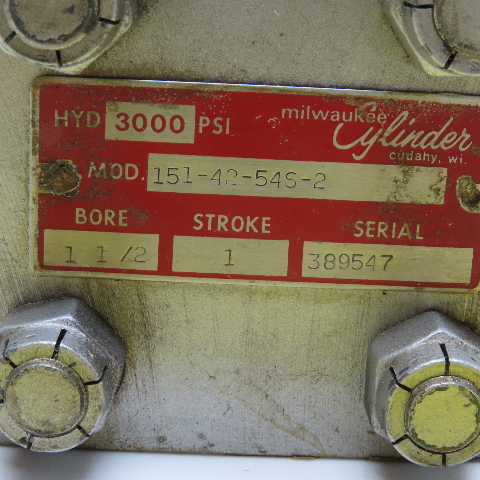 HYD 3000 PSI
milwaukee
Cylinder
cudahy, wi.
MOD. 151-42-54S-2
BORE STROKE SERIAL
1 1/2 1 389547